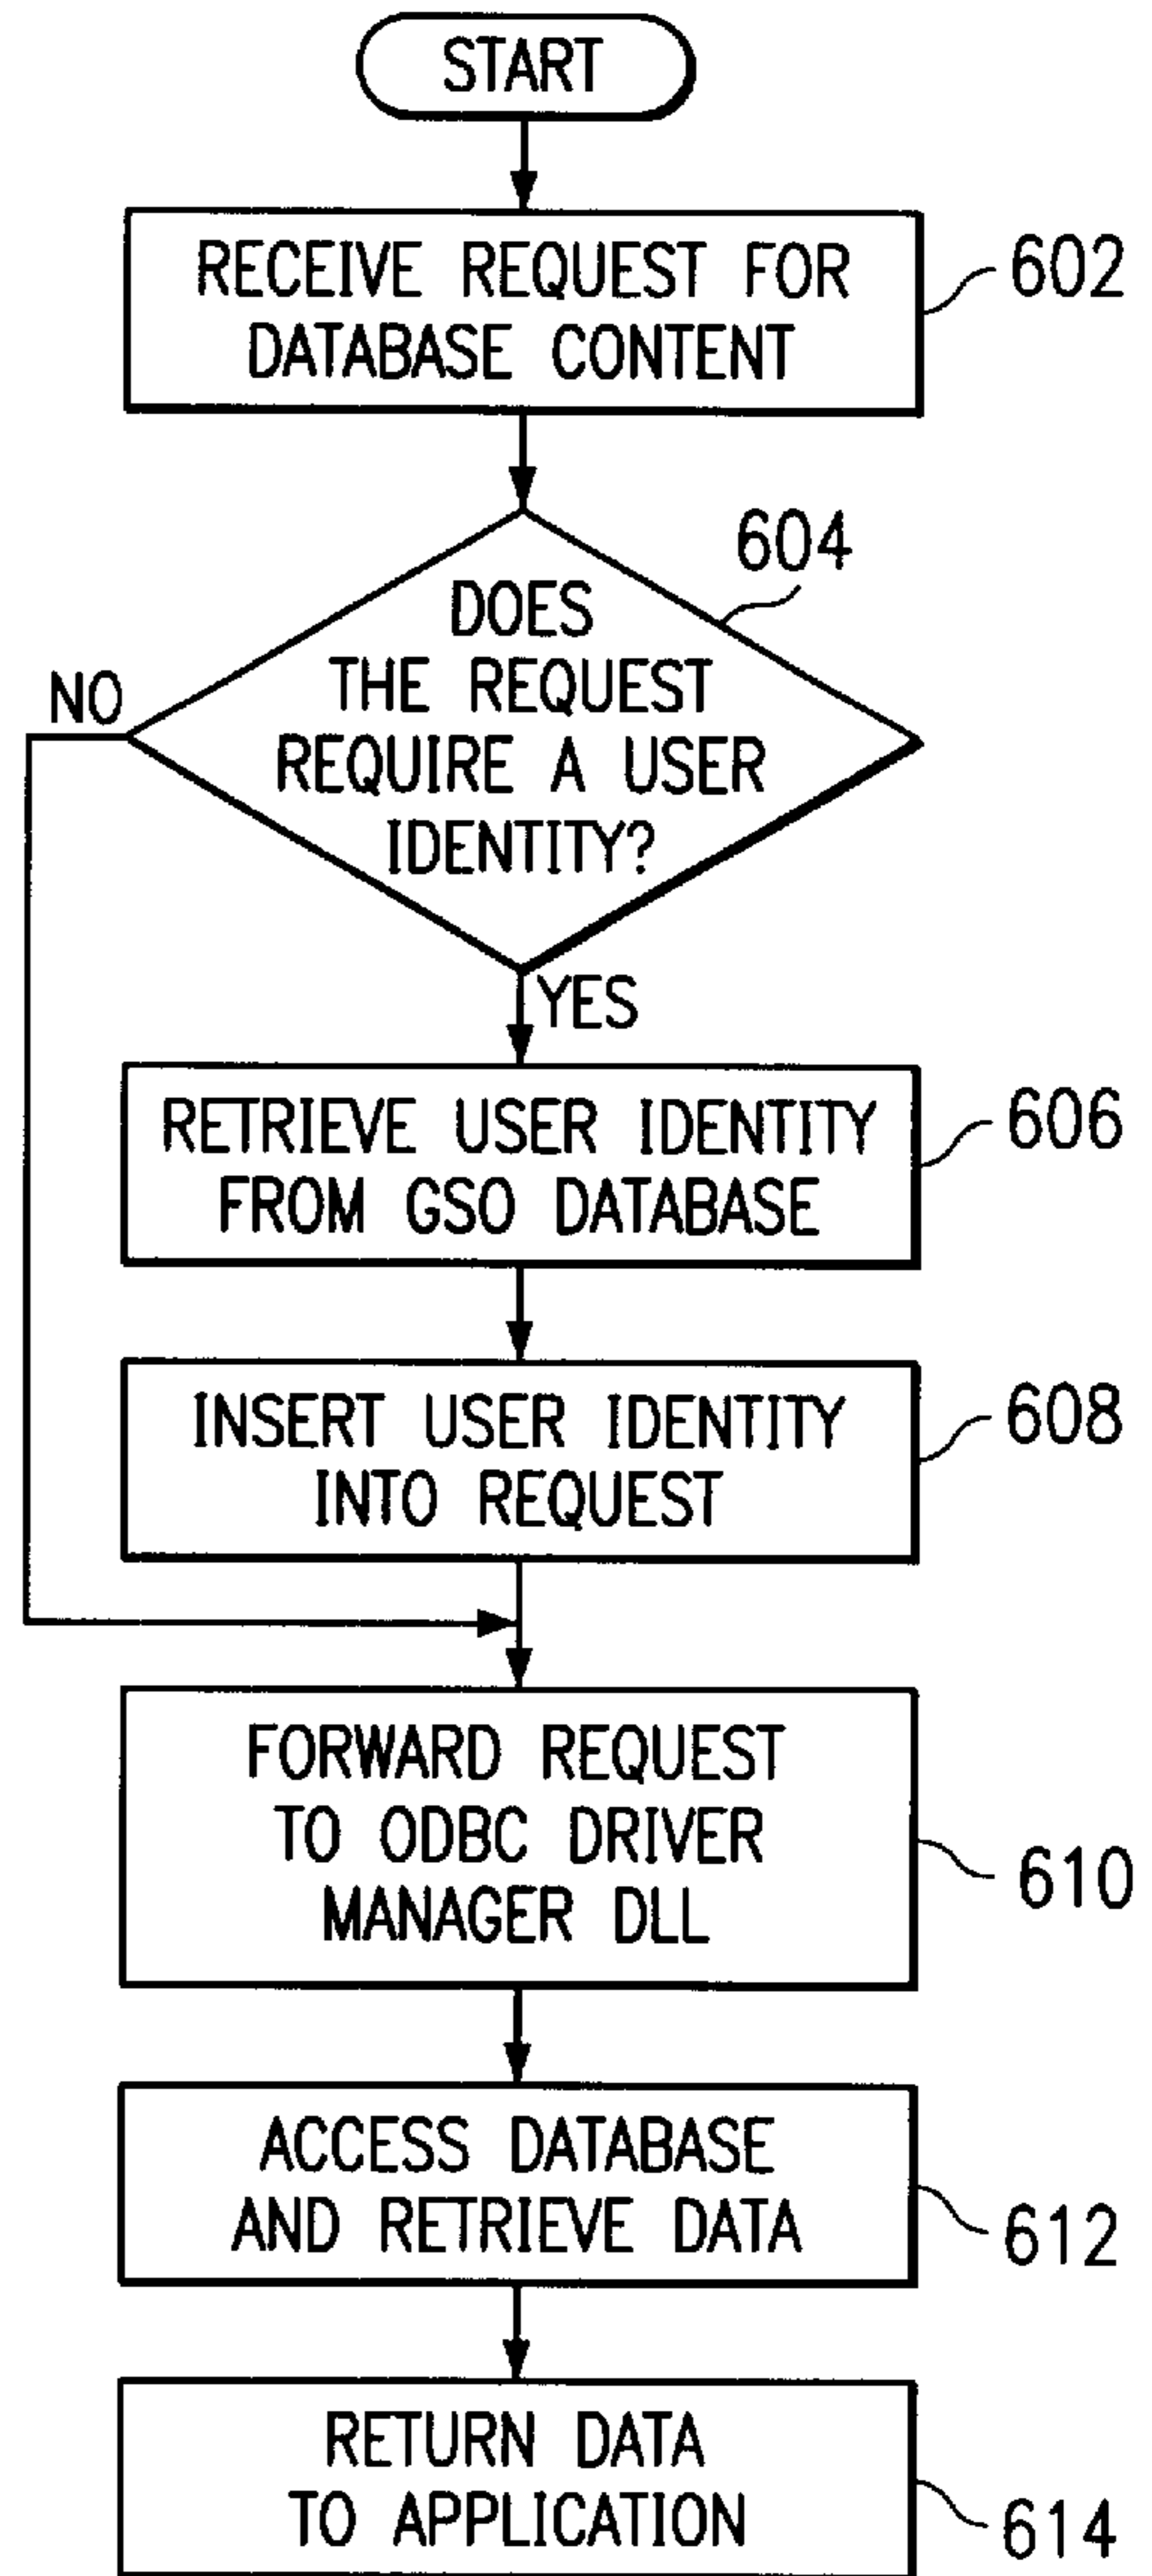 START
RECEIVE REQUEST FOR
DATABASE CONTENT
602
604
DOES
THE REQUEST
REQUIRE A USER
IDENTITY?
NO
YES
RETRIEVE USER IDENTITY
FROM GSO DATABASE
606
INSERT USER IDENTITY
INTO REQUEST
608
FORWARD REQUEST
TO ODBC DRIVER
MANAGER DLL
610
ACCESS DATABASE
AND RETRIEVE DATA
612
RETURN DATA
TO APPLICATION
614